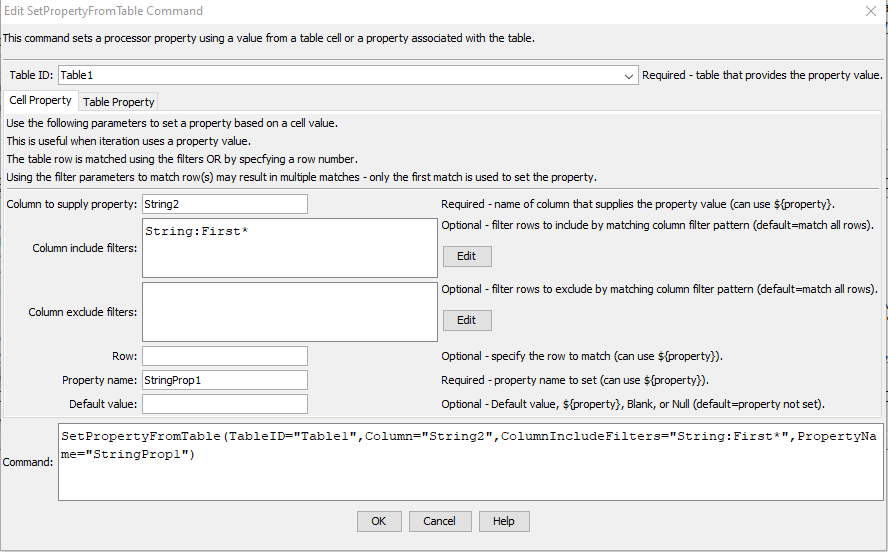 Edit SetPropertyFromTable Command
This command sets a processor property using a value from a table cell or a property associated with the table.
Table ID: Table1 Required - table that provides the property value.
Cell Property Table Property
Use the following parameters to set a property based on a cell value.
This is useful when iteration uses a property value.
The table row is matched using the filters OR by specifying a row number.
Using the filter parameters to match row(s) may result in multiple matches - only the first match is used to set the property.
Column to supply property: String2 Required - name of column that supplies the property value (can use ${property}.
Column include filters: String:First* Optional - filter rows to include by matching column filter pattern (default=match all rows).
Edit
Column exclude filters: Optional - filter rows to exclude by matching column filter pattern (default=match all rows).
Edit
Row: Optional - specify the row to match (can use ${property}).
Property name: StringProp1 Required - property name to set (can use ${property}).
Default value: Optional - Default value, ${property}, Blank, or Null (default=property not set).
Command: SetPropertyFromTable(TableID="Table1",Column="String2",ColumnIncludeFilters="String:First*",PropertyNa
me="StringProp1")
OK Cancel Help